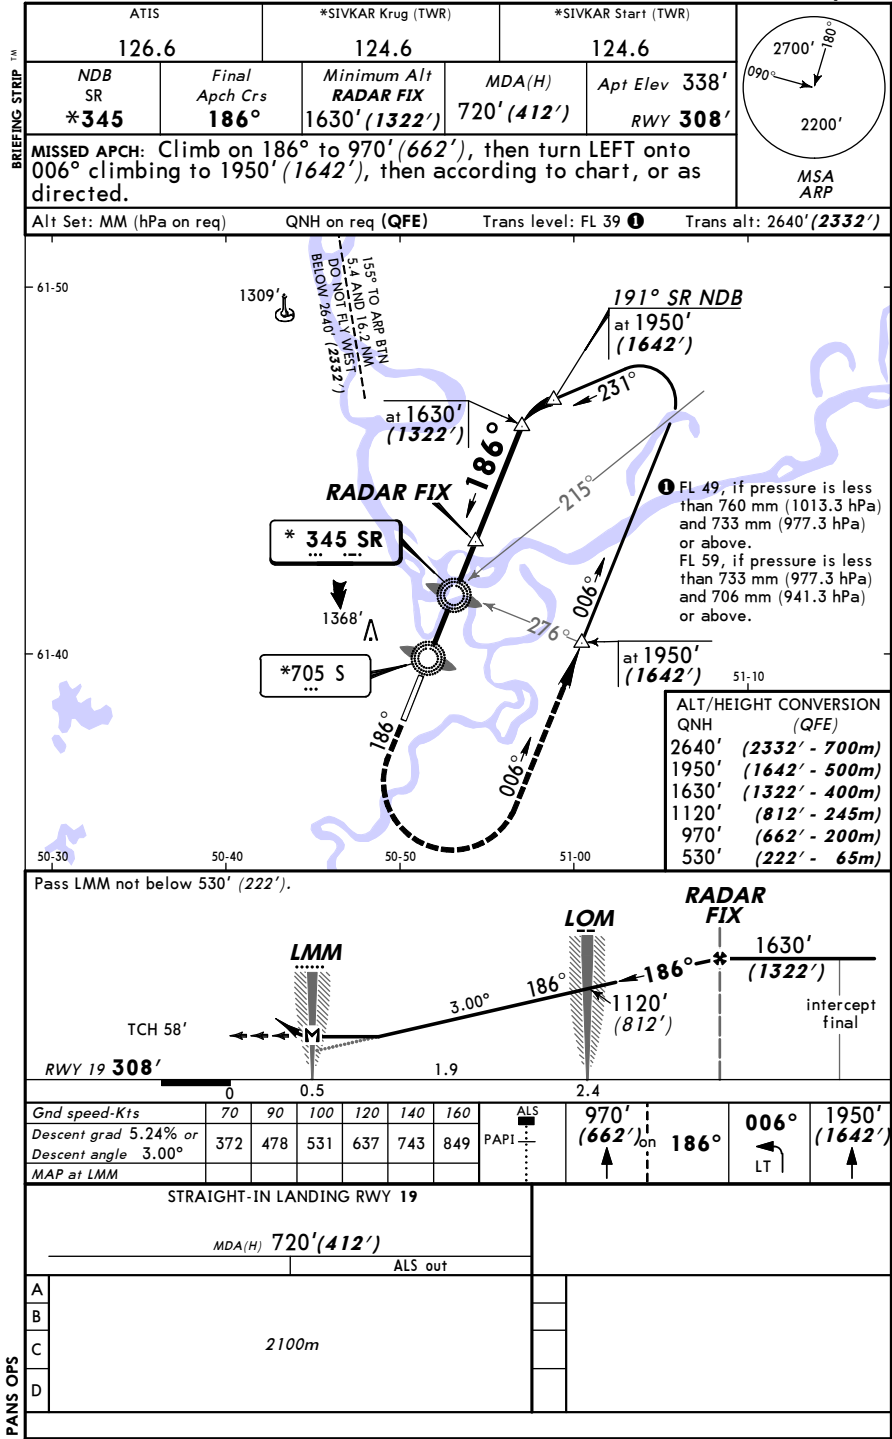 ATIS
126.6
*SIVKAR Krug (TWR)
124.6
*SIVKAR Start (TWR)
124.6
BRIEFING STRIP TM
NDB
SR
*345
Final
Apch Crs
186°
Minimum Alt
RADAR FIX
1630' (1322')
MDA(H)
720' (412')
Apt Elev 338'
RWY 308'
2700'
180°
090°
2200'
MSA
ARP
MISSED APCH: Climb on 186° to 970' (662'), then turn LEFT onto
006° climbing to 1950' (1642'), then according to chart, or as
directed.
Alt Set: MM (hPa on req) QNH on req (QFE) Trans level: FL 39 ❶ Trans alt: 2640' (2332')
61-50
1309'
155° TO ARP BTN
5.4 AND 16.2 NM
DO NOT FLY WEST
BELOW 2640' (2332')
191° SR NDB
at 1950'
(1642')
231°
at 1630'
(1322')
186°
RADAR FIX
215°
* 345 SR
... .-.
❶ FL 49, if pressure is less
than 760 mm (1013.3 hPa)
and 733 mm (977.3 hPa)
or above.
FL 59, if pressure is less
than 733 mm (977.3 hPa)
and 706 mm (941.3 hPa)
or above.
1368'
006°
276°
61-40
at 1950'
(1642')
*705 S
...
51-10
186°
006°
ALT/HEIGHT CONVERSION
QNH (QFE)
2640' (2332' - 700m)
1950' (1642' - 500m)
1630' (1322' - 400m)
1120' (812' - 245m)
970' (662' - 200m)
530' (222' - 65m)
50-30 50-40 50-50 51-00
Pass LMM not below 530' (222').
RADAR
FIX
LOM
LMM
1630'
(1322')
186°
186°
3.00°
1120'
(812')
intercept
final
TCH 58'
M
RWY 19 308'
1.9
0 0.5 2.4
Gnd speed-Kts 70 90 100 120 140 160
Descent grad 5.24% or
Descent angle 3.00°
372 478 531 637 743 849
MAP at LMM
ALS
PAPI
970'
(662') on 186°
006°
LT
1950'
(1642')
STRAIGHT-IN LANDING RWY 19
MDA(H) 720' (412')
ALS out
A
B
C
D
2100m
PANS OPS